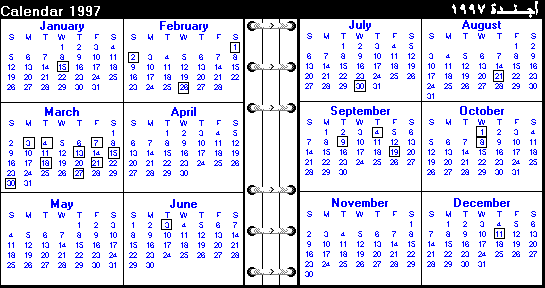 Calendar 1997
أجندة ١٩٩٧
January
S M T W T F S
1 2 3 4
5 6 7 8 9 10 11
12 13 14 15 16 17 18
19 20 21 22 23 24 25
26 27 28 29 30 31
February
S M T W T F S
1
2 3 4 5 6 7 8
9 10 11 12 13 14 15
16 17 18 19 20 21 22
23 24 25 26 27 28
March
S M T W T F S
1
2 3 4 5 6 7 8
9 10 11 12 13 14 15
16 17 18 19 20 21 22
23 24 25 26 27 28 29
30 31
April
S M T W T F S
1 2 3 4 5
6 7 8 9 10 11 12
13 14 15 16 17 18 19
20 21 22 23 24 25 26
27 28 29 30
May
S M T W T F S
1 2 3
4 5 6 7 8 9 10
11 12 13 14 15 16 17
18 19 20 21 22 23 24
25 26 27 28 29 30 31
June
S M T W T F S
1 2 3 4 5 6 7
8 9 10 11 12 13 14
15 16 17 18 19 20 21
22 23 24 25 26 27 28
29 30
July
S M T W T F S
1 2 3 4 5
6 7 8 9 10 11 12
13 14 15 16 17 18 19
20 21 22 23 24 25 26
27 28 29 30 31
August
S M T W T F S
1 2
3 4 5 6 7 8 9
10 11 12 13 14 15 16
17 18 19 20 21 22 23
24 25 26 27 28 29 30
31
September
S M T W T F S
1 2 3 4 5 6
7 8 9 10 11 12 13
14 15 16 17 18 19 20
21 22 23 24 25 26 27
28 29 30
October
S M T W T F S
1 2 3 4
5 6 7 8 9 10 11
12 13 14 15 16 17 18
19 20 21 22 23 24 25
26 27 28 29 30 31
November
S M T W T F S
1
2 3 4 5 6 7 8
9 10 11 12 13 14 15
16 17 18 19 20 21 22
23 24 25 26 27 28 29
30
December
S M T W T F S
1 2 3 4 5 6
7 8 9 10 11 12 13
14 15 16 17 18 19 20
21 22 23 24 25 26 27
28 29 30 31